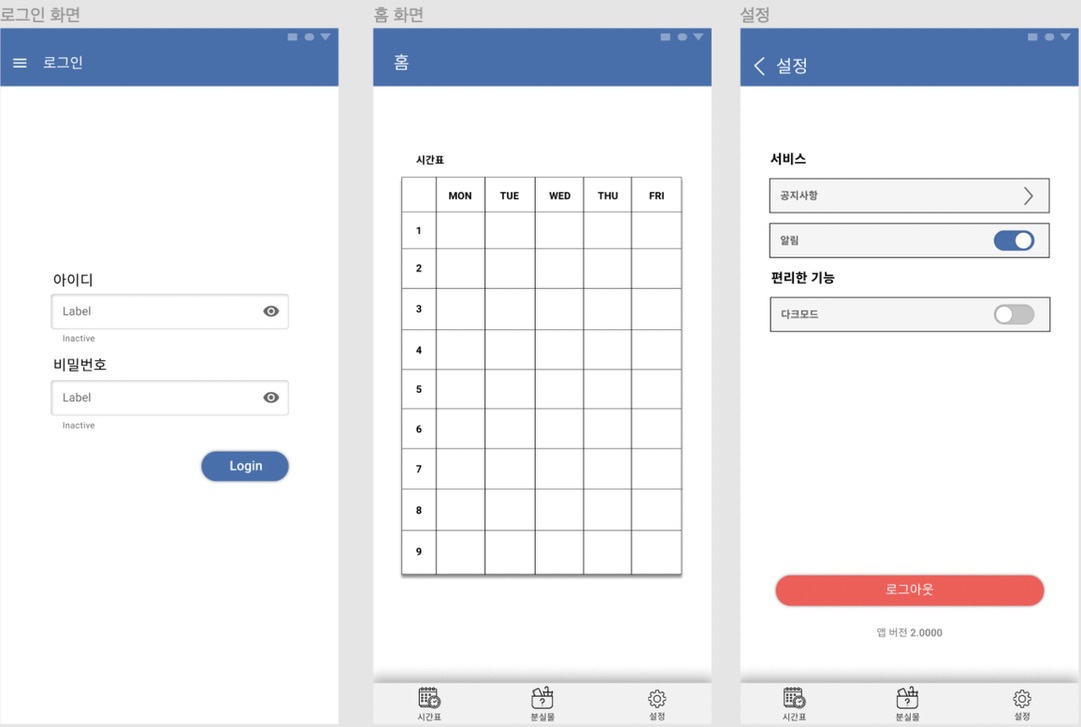 로그인 화면
로그인
아이디
Label
Inactive
비밀번호
Label
Inactive
Login
홈 화면
홈
시간표
MON TUE WED THU FRI
1
2
3
4
5
6
7
8
9
시간표 분실물 설정
설정
설정
서비스
공지사항
알림
편리한 기능
다크모드
로그아웃
앱 버전 2.0000
시간표 분실물 설정